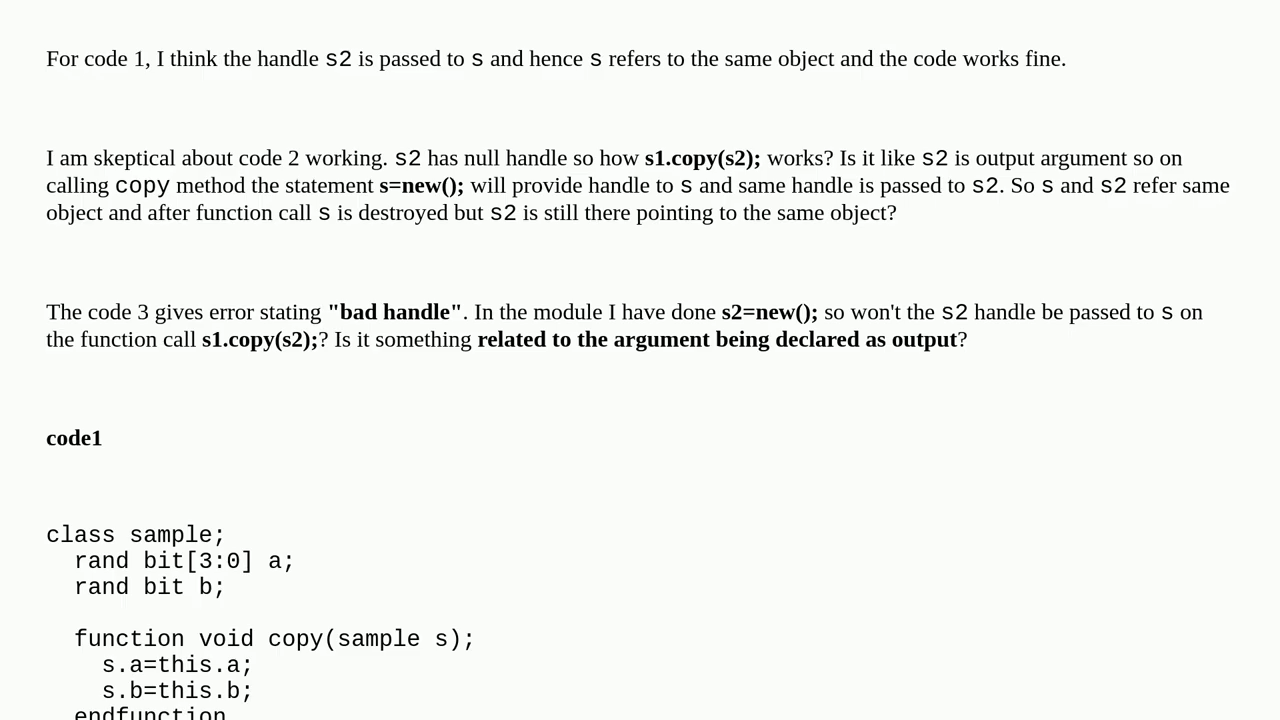 For code 1, I think the handle s2 is passed to s and hence s refers to the same object and the code works fine.
I am skeptical about code 2 working. s2 has null handle so how s1.copy(s2); works? Is it like s2 is output argument so on
calling copy method the statement s=new(); will provide handle to s and same handle is passed to s2. So s and s2 refer same
object and after function call s is destroyed but s2 is still there pointing to the same object?
The code 3 gives error stating "bad handle". In the module I have done s2=new(); so won't the s2 handle be passed to s on
the function call s1.copy(s2);? Is it something related to the argument being declared as output?
code1
class sample;
  rand bit[3:0] a;
  rand bit b;
  function void copy(sample s);
    s.a=this.a;
    s.b=this.b;
  endfunction